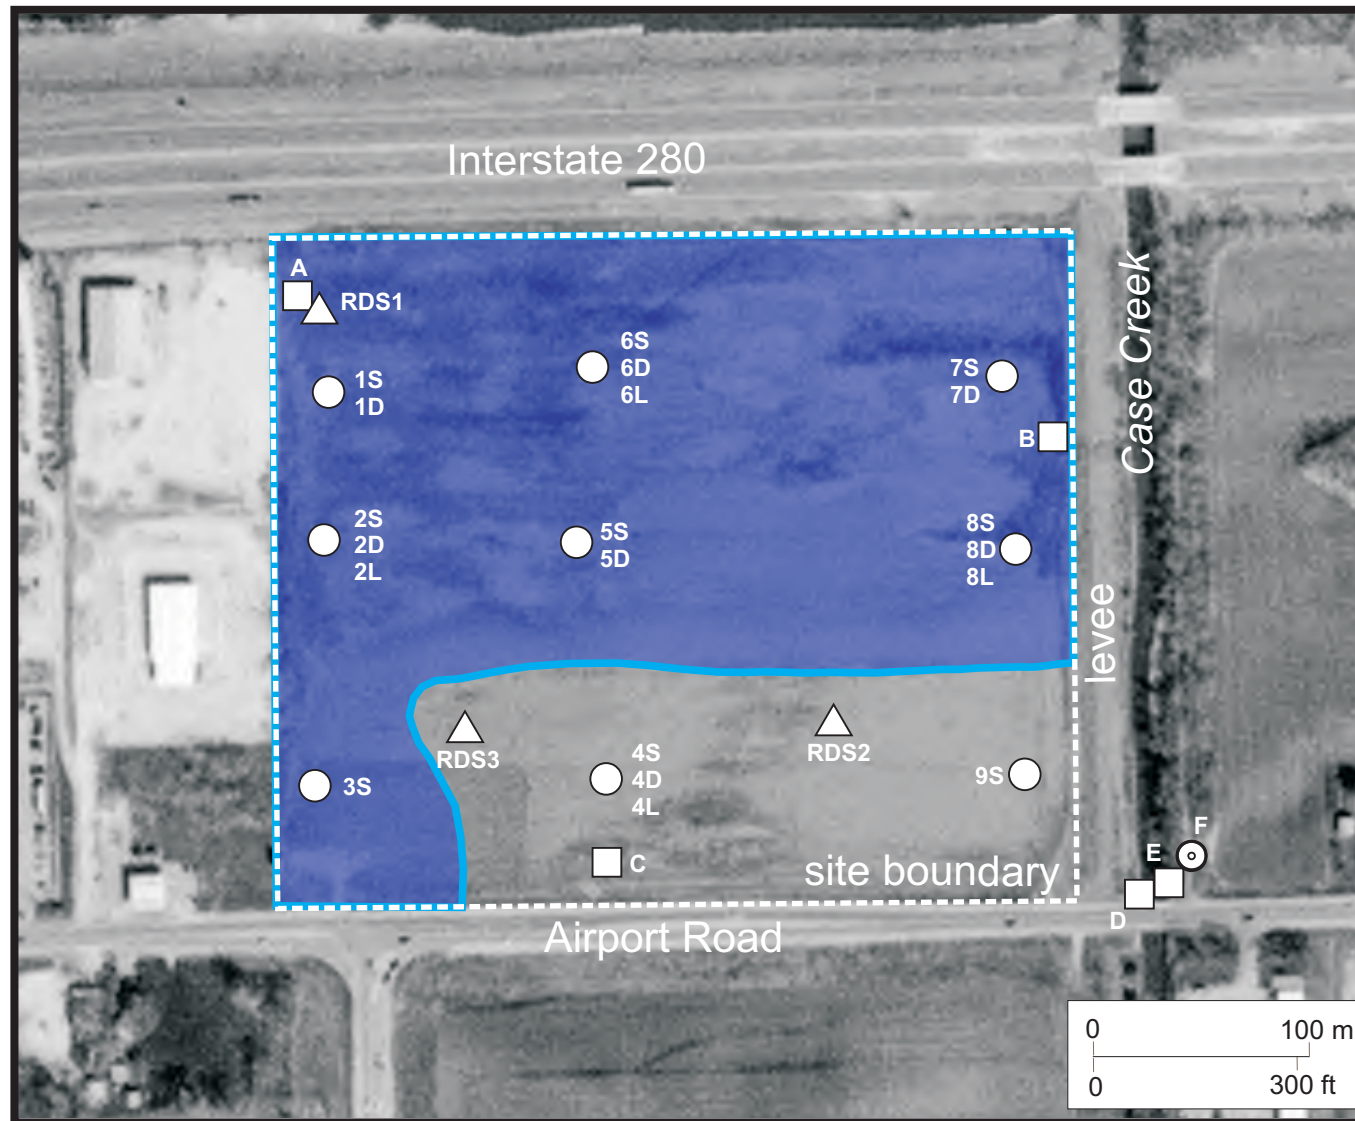 Interstate 280
A
RDS1
1S
1D
6S
6D
6L
7S
7D
B
Case Creek
2S
2D
2L
5S
5D
8S
8D
8L
levee
RDS3
RDS2
3S
4S
4D
4L
9S
C
site boundary
F
E
D
Airport Road
0
100 m
0
300 ft